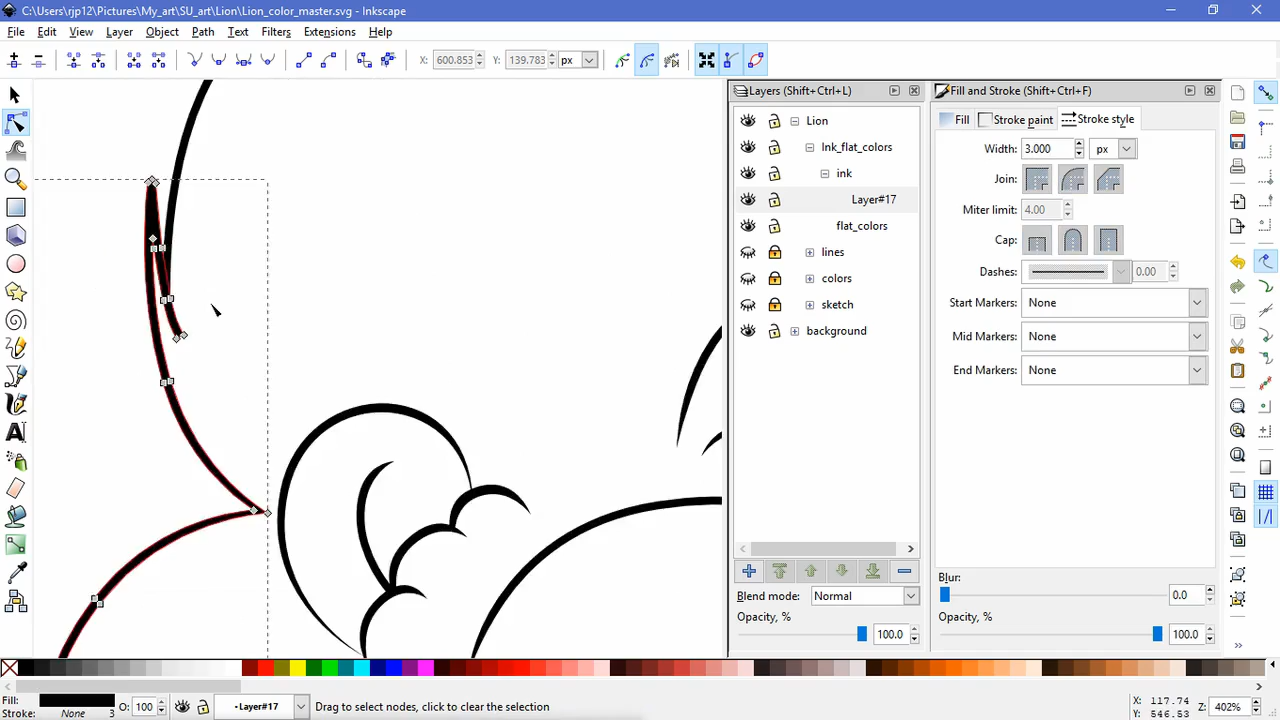 C:\Users\rjp12\Pictures\My_art\SU_art\Lion\Lion_color_master.svg - Inkscape
File Edit View Layer Object Path Text Filters Extensions Help
X: 600.853 Y: 139.783 px
Layers (Shift+Ctrl+L)
Lion
Ink_flat_colors
ink
Layer#17
flat_colors
lines
colors
sketch
background
Blend mode: Normal
Opacity, %
100.0
Fill and Stroke (Shift+Ctrl+F)
Fill Stroke paint Stroke style
Width: 3.000 px
Join:
Miter limit: 4.00
Cap:
Dashes: 0.00
Start Markers: None
Mid Markers: None
End Markers: None
Blur:
0.0
Opacity, %
100.0
Fill:
Stroke: None 3
O: 100
•Layer#17
Drag to select nodes, click to clear the selection
X: 117.74
Y: 546.53
Z: 402%